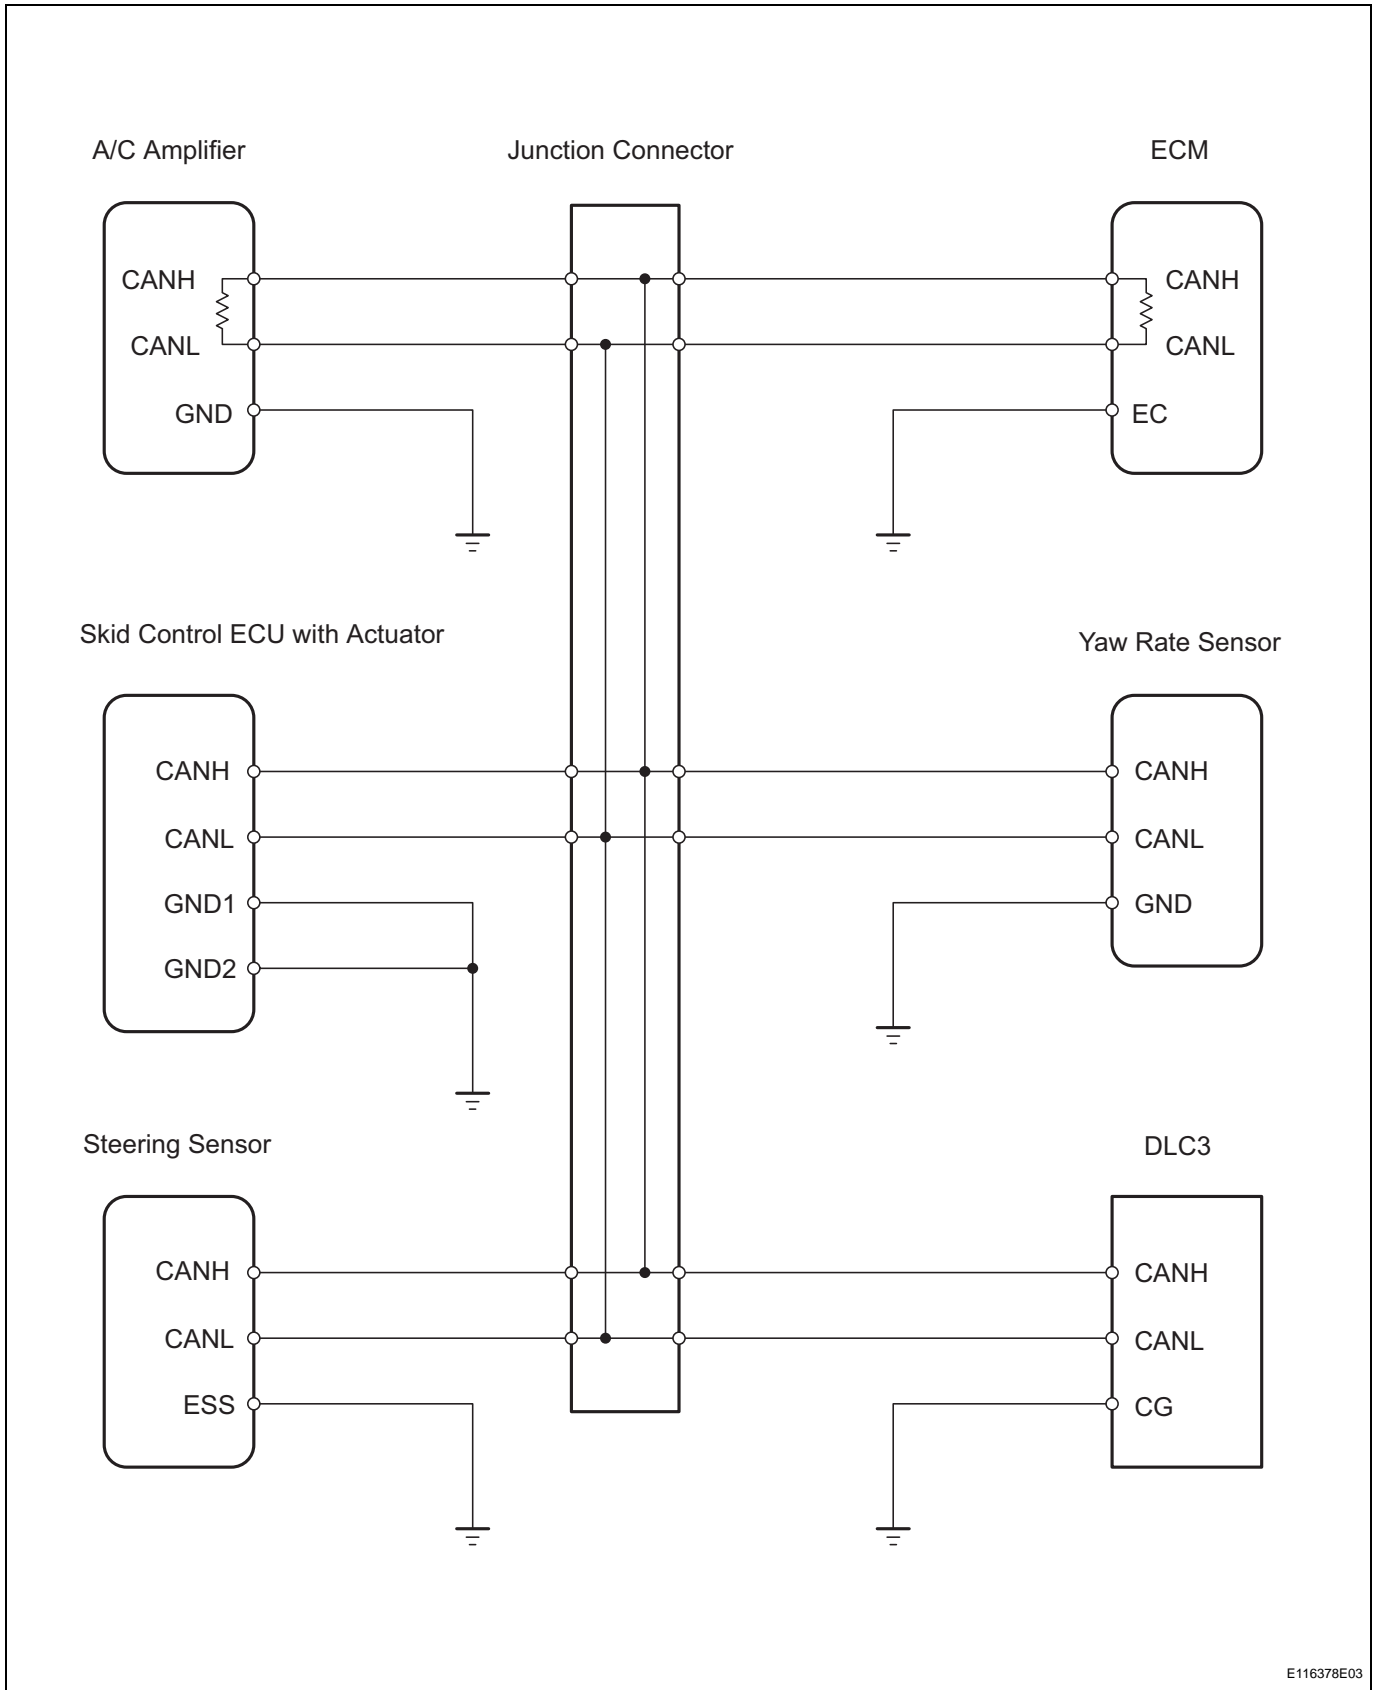 A/C Amplifier
Junction Connector
ECM
CANH
CANL
GND
CANH
CANL
EC
Skid Control ECU with Actuator
Yaw Rate Sensor
CANH
CANL
GND1
GND2
CANH
CANL
GND
Steering Sensor
DLC3
CANH
CANL
ESS
CANH
CANL
CG
E116378E03